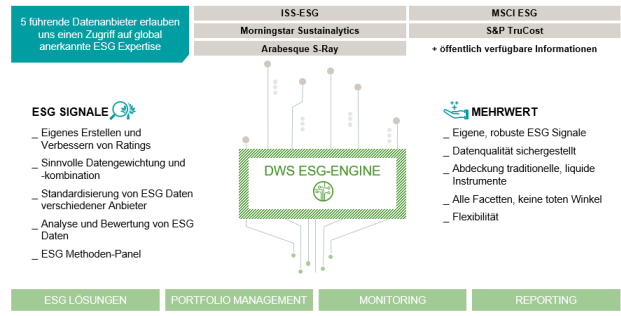 5 führende Datenanbieter erlauben
uns einen Zugriff auf global
anerkannte ESG Expertise
ISS-ESG
MSCI ESG
Morningstar Sustainalytics
S&P TruCost
Arabesque S-Ray
+ öffentlich verfügbare Informationen
ESG SIGNALE
_ Eigenes Erstellen und
Verbessern von Ratings
_ Sinnvolle Datengewichtung und
-kombination
_ Standardisierung von ESG Daten
verschiedener Anbieter
_ Analyse und Bewertung von ESG
Daten
_ ESG Methoden-Panel
DWS ESG-ENGINE
MEHRWERT
_ Eigene, robuste ESG Signale
_ Datenqualität sichergestellt
_ Abdeckung traditionelle, liquide
Instrumente
_ Alle Facetten, keine toten Winkel
_ Flexibilität
ESG LÖSUNGEN
PORTFOLIO MANAGEMENT
MONITORING
REPORTING